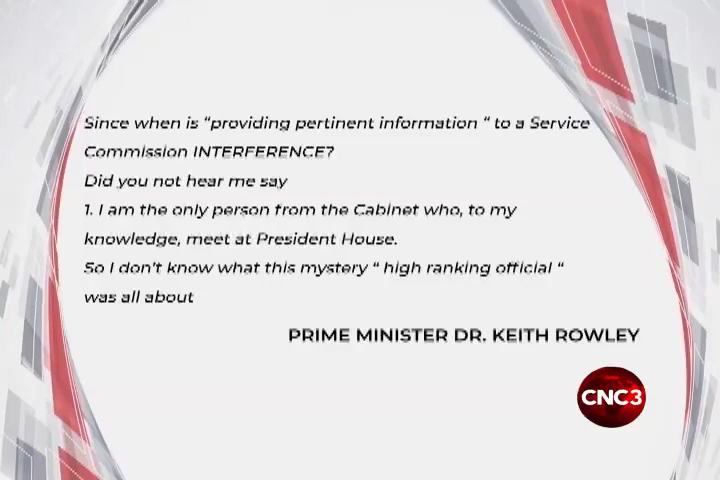 Since when is “providing pertinent information “ to a Service
Commission INTERFERENCE?
Did you not hear me say
1. I am the only person from the Cabinet who, to my
knowledge, meet at President House.
So I don't know what this mystery “ high ranking official “
was all about
PRIME MINISTER DR. KEITH ROWLEY
CNC3